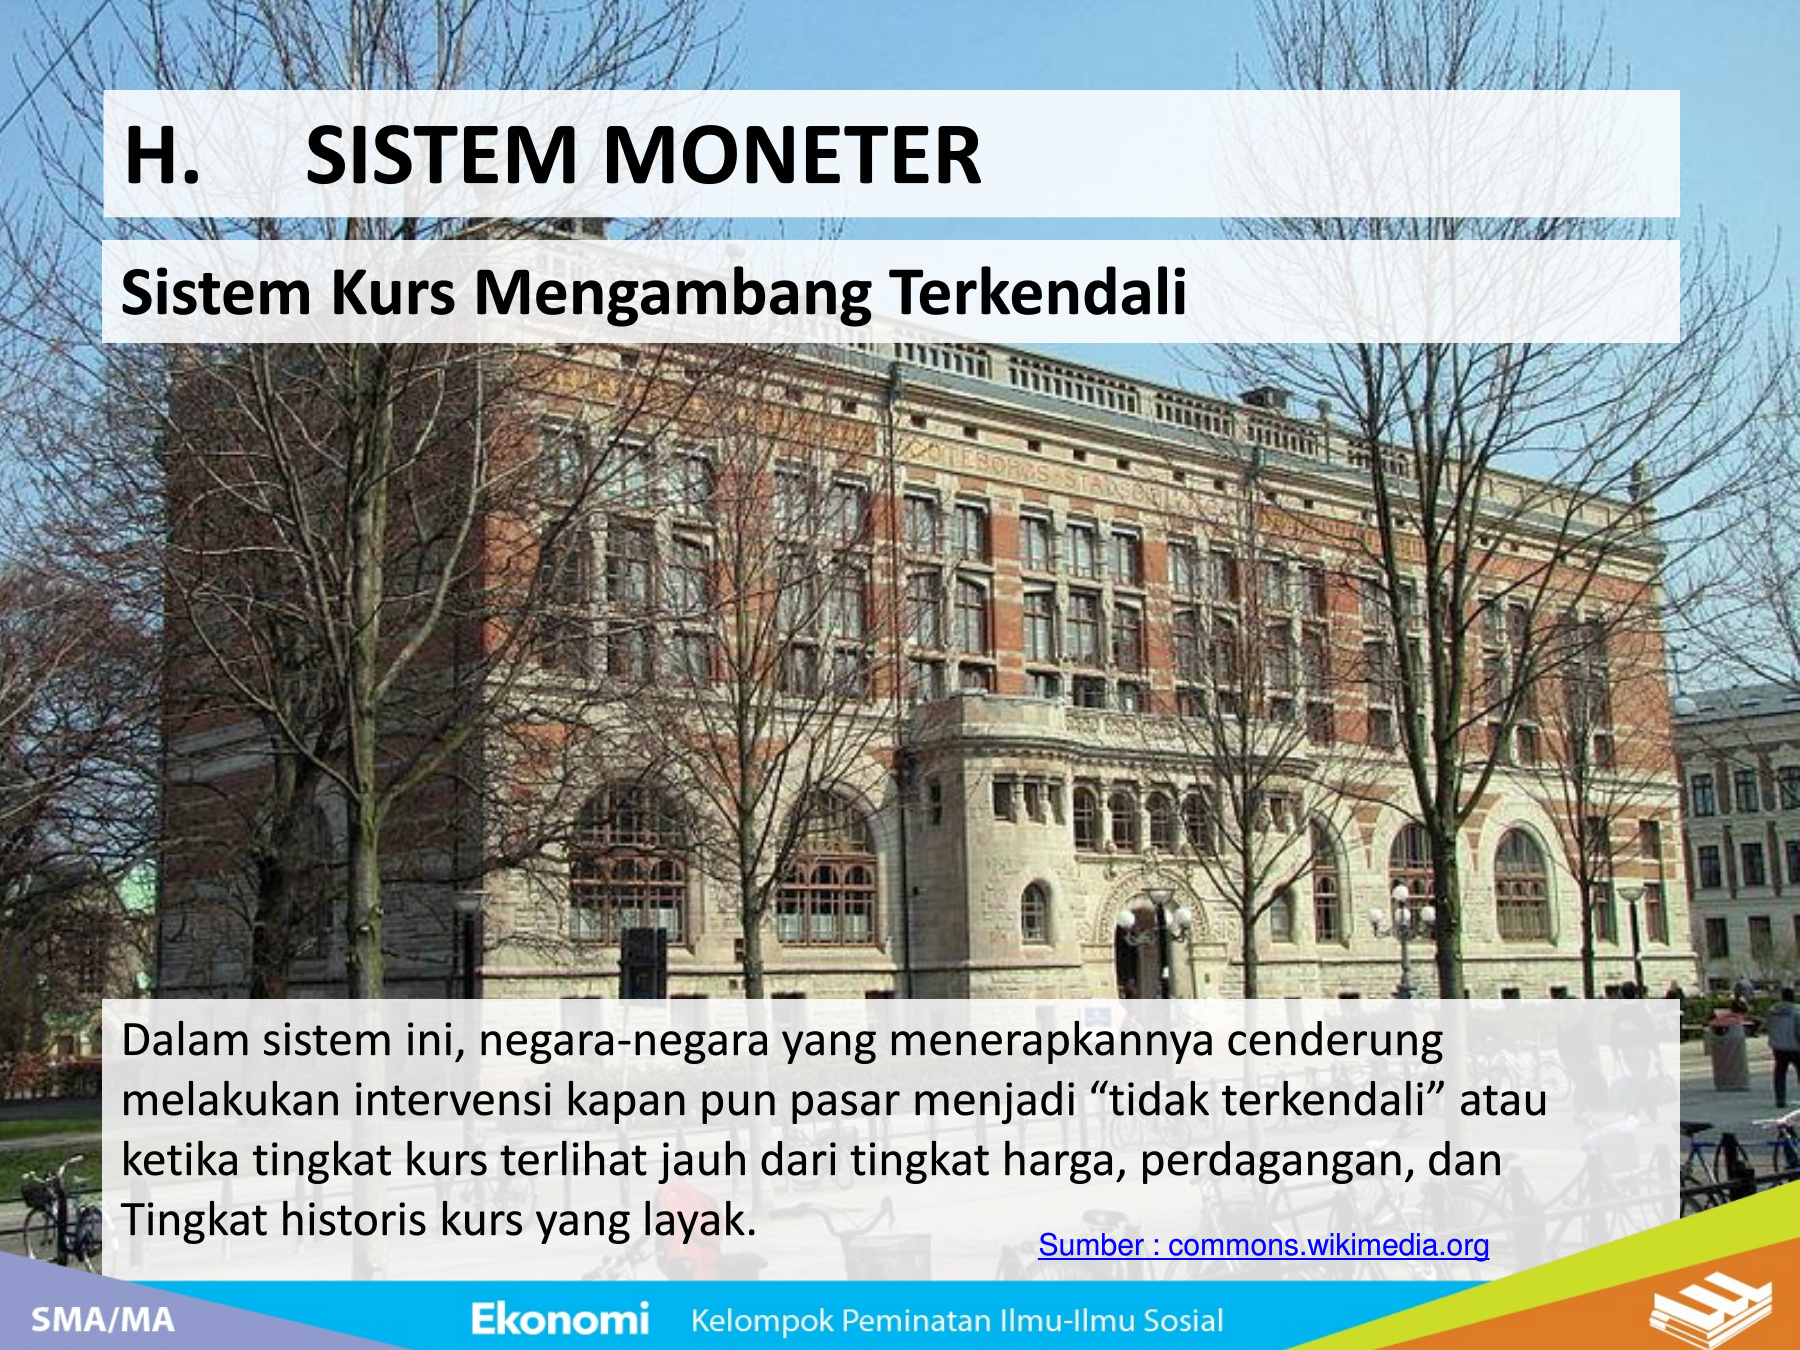 H. SISTEM MONETER
Sistem Kurs Mengambang Terkendali
GÖTEBORGS STAD
Dalam sistem ini, negara-negara yang menerapkannya cenderung
melakukan intervensi kapan pun pasar menjadi “tidak terkendali” atau
ketika tingkat kurs terlihat jauh dari tingkat harga, perdagangan, dan
Tingkat historis kurs yang layak.
Sumber : commons.wikimedia.org
SMA/MA
Ekonomi Kelompok Peminatan Ilmu-Ilmu Sosial